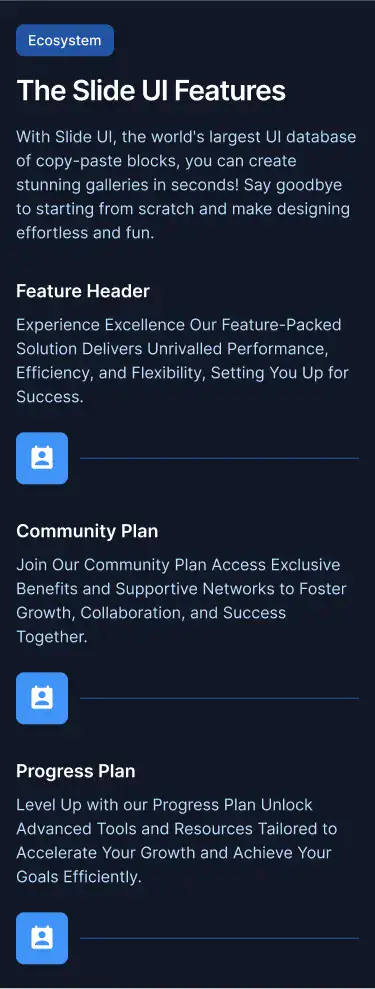 Ecosystem
The Slide UI Features
With Slide UI, the world's largest UI database
of copy-paste blocks, you can create
stunning galleries in seconds! Say goodbye
to starting from scratch and make designing
effortless and fun.
Feature Header
Experience Excellence Our Feature-Packed
Solution Delivers Unrivalled Performance,
Efficiency, and Flexibility, Setting You Up for
Success.
Community Plan
Join Our Community Plan Access Exclusive
Benefits and Supportive Networks to Foster
Growth, Collaboration, and Success
Together.
Progress Plan
Level Up with our Progress Plan Unlock
Advanced Tools and Resources Tailored to
Accelerate Your Growth and Achieve Your
Goals Efficiently.